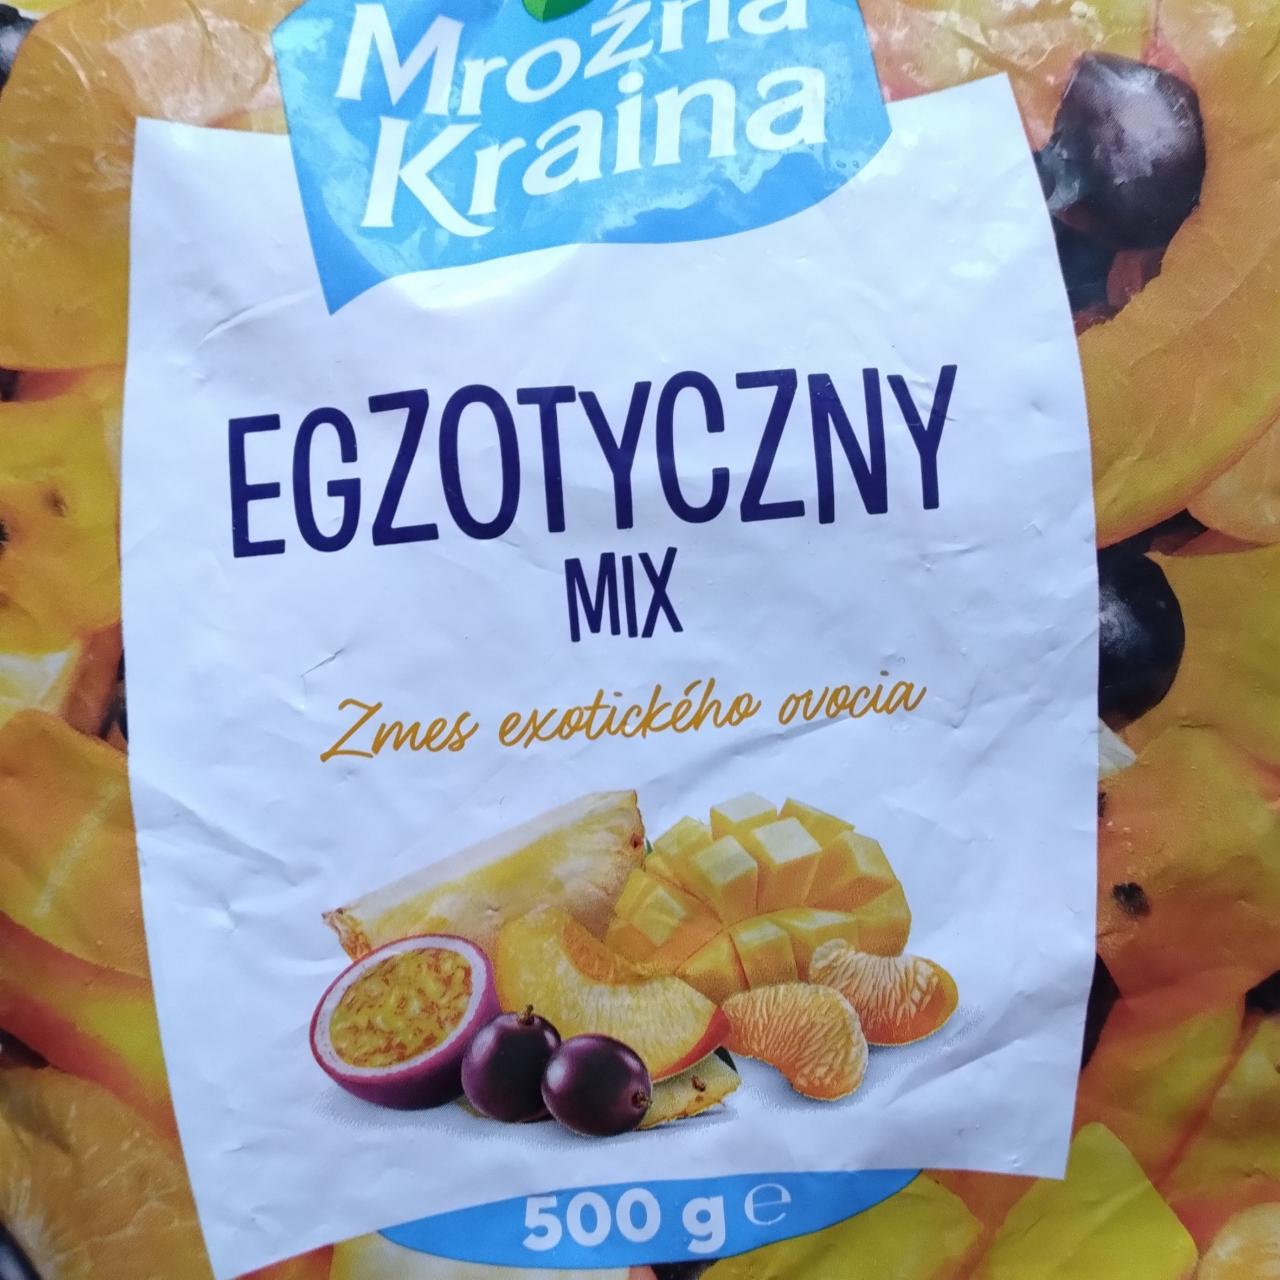 Mroźna
Kraina
EGZOTYCZNY
MIX
Zmes exotického ovocia
500 g e